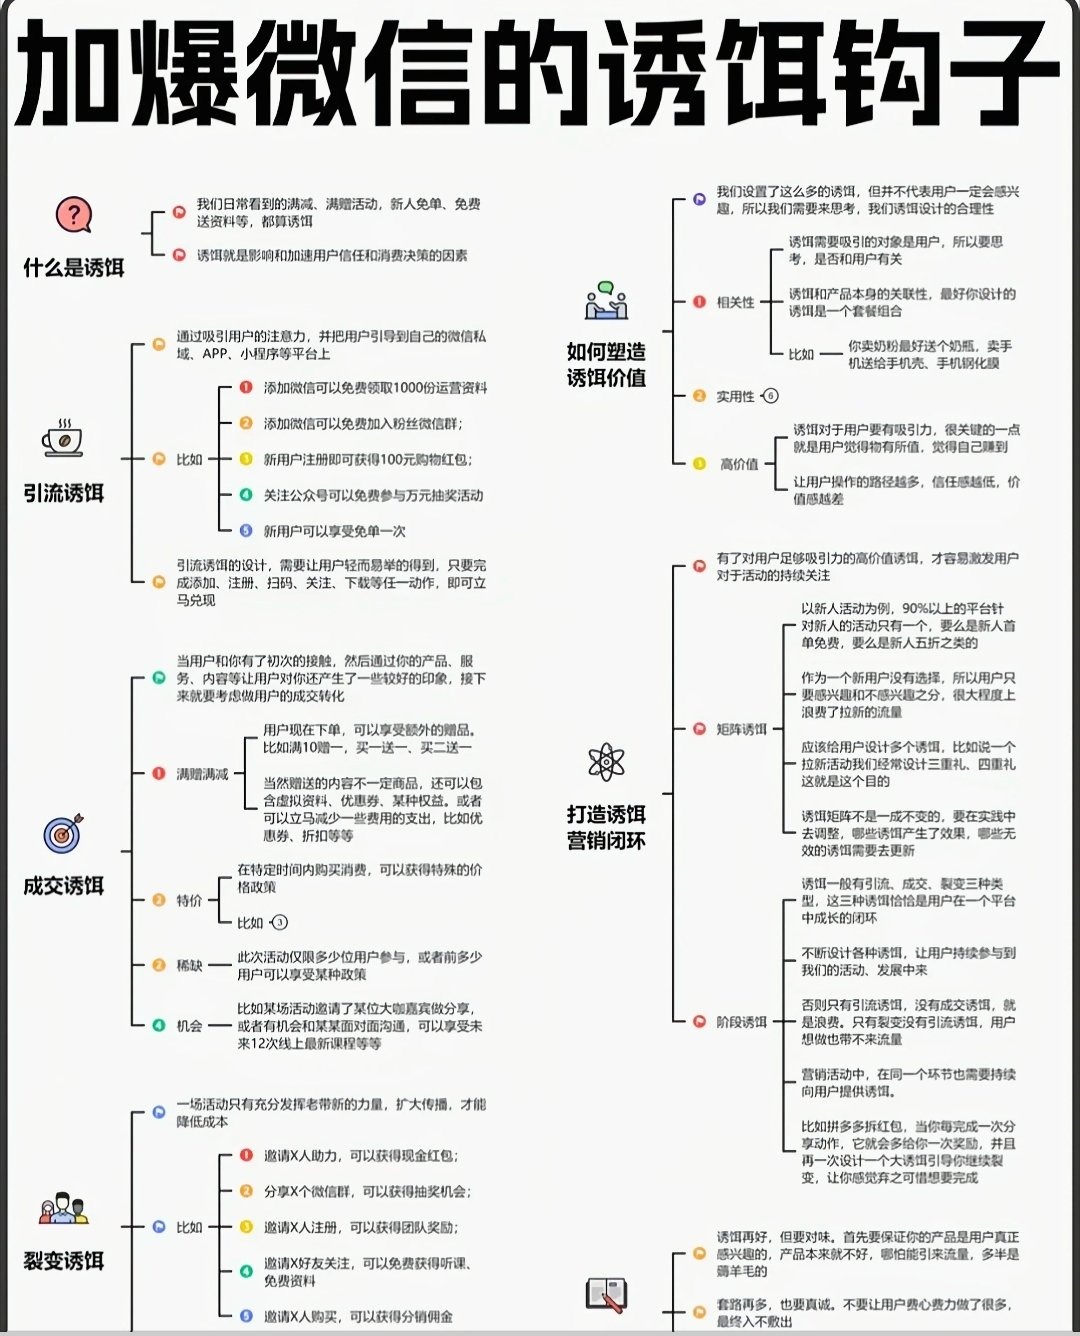 加爆微信的诱饵钩子
什么是诱饵
我们日常看到的满减、满赠活动，新人免单、免费
送资料等，都算诱饵
诱饵就是影响和加速用户信任和消费决策的因素
引流诱饵
通过吸引用户的注意力，并把用户引导到自己的微信私
域、APP、小程序等平台上
比如
1 添加微信可以免费领取1000份运营资料
2 添加微信可以免费加入粉丝微信群；
3 新用户注册即可获得100元购物红包；
4 关注公众号可以免费参与万元抽奖活动
5 新用户可以享受免单一次
引流诱饵的设计，需要让用户轻而易举的得到，只要完
成添加、注册、扫码、关注、下载等任一动作，即可立
马兑现
成交诱饵
当用户和你有了初次的接触，然后通过你的产品、服
务、内容等让用户对你还产生了一些较好的印象，接下
来就要考虑做用户的成交转化
1 满赠满减
用户现在下单，可以享受额外的赠品。
比如满10赠一，买一送一、买二送一
当然赠送的内容不一定商品，还可以包
含虚拟资料、优惠券、某种权益。或者
可以立马减少一些费用的支出，比如优
惠券、折扣等等
2 特价
在特定时间内购买消费，可以获得特殊的价
格政策
比如 3
2 稀缺
此次活动仅限多少位用户参与，或者前多少
用户可以享受某种政策
4 机会
比如某场活动邀请了某位大咖嘉宾做分享，
或者有机会和某某面对面沟通，可以享受未
来12次线上最新课程等等
裂变诱饵
一场活动只有充分发挥老带新的力量，扩大传播，才能
降低成本
比如
1 邀请X人助力，可以获得现金红包；
2 分享X个微信群，可以获得抽奖机会；
3 邀请X人注册，可以获得团队奖励；
4 邀请X好友关注，可以免费获得听课、
免费资料
5 邀请X人购买，可以获得分销佣金
如何塑造
诱饵价值
我们设置了这么多的诱饵，但并不代表用户一定会感兴
趣，所以我们需要来思考，我们诱饵设计的合理性
1 相关性
诱饵需要吸引的对象是用户，所以要思
考，是否和用户有关
诱饵和产品本身的关联性，最好你设计的
诱饵是一个套餐组合
比如
你卖奶粉最好送个奶瓶，卖手
机送给手机壳、手机钢化膜
2 实用性 6
3 高价值
诱饵对于用户要有吸引力，很关键的一点
就是用户觉得物有所值，觉得自己赚到
让用户操作的路径越多，信任感越低，价
值感越差
打造诱饵
营销闭环
有了对用户足够吸引力的高价值诱饵，才容易激发用户
对于活动的持续关注
矩阵诱饵
以新人活动为例，90%以上的平台针
对新人的活动只有一个，要么是新人首
单免费，要么是新人五折之类的
作为一个新用户没有选择，所以用户只
要感兴趣和不感兴趣之分，很大程度上
浪费了拉新的流量
应该给用户设计多个诱饵，比如说一个
拉新活动我们经常设计三重礼、四重礼
这就是这个目的
诱饵矩阵不是一成不变的，要在实践中
去调整，哪些诱饵产生了效果，哪些无
效的诱饵需要去更新
阶段诱饵
诱饵一般有引流、成交、裂变三种类
型，这三种诱饵恰恰是用户在一个平台
中成长的闭环
不断设计各种诱饵，让用户持续参与到
我们的活动、发展中来
否则只有引流诱饵，没有成交诱饵，就
是浪费。只有裂变没有引流诱饵，用户
想做也带不来流量
营销活动中，在同一个环节也需要持续
向用户提供诱饵。
比如拼多多拆红包，当你每完成一次分
享动作，它就会多给你一次奖励，并且
再一次设计一个大诱饵引导你继续裂
变，让你感觉弃之可惜想要完成
诱饵再好，但要对味。首先要保证你的产品是用户真正
感兴趣的，产品本来就不好，哪怕能引来流量，多半是
薅羊毛的
套路再多，也要真诚。不要让用户费心费力做了很多，
最终入不敷出